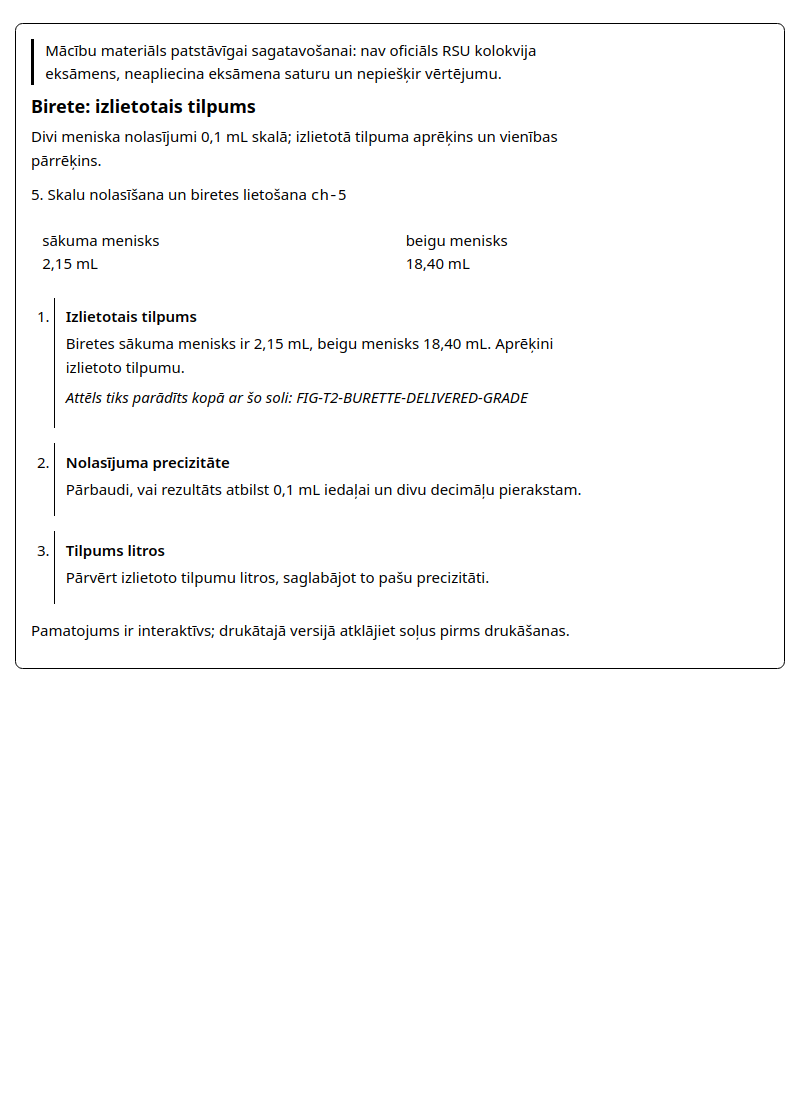 Mācību materiāls patstāvīgai sagatavošanai: nav oficiāls RSU kolokvija
eksāmens, neapliecina eksāmena saturu un nepiešķir vērtējumu.
Birete: izlietotais tilpums
Divi meniska nolasījumi 0,1 mL skalā; izlietotā tilpuma aprēķins un vienības
pārrēķins.
5. Skalu nolasīšana un biretes lietošana ch-5
sākuma menisks
2,15 mL
beigu menisks
18,40 mL
1. Izlietotais tilpums
Biretes sākuma menisks ir 2,15 mL, beigu menisks 18,40 mL. Aprēķini
izlietoto tilpumu.
Attēls tiks parādīts kopā ar šo soli: FIG-T2-BURETTE-DELIVERED-GRADE
2. Nolasījuma precizitāte
Pārbaudi, vai rezultāts atbilst 0,1 mL iedaļai un divu decimāļu pierakstam.
3. Tilpums litros
Pārvērt izlietoto tilpumu litros, saglabājot to pašu precizitāti.
Pamatojums ir interaktīvs; drukātajā versijā atklājiet soļus pirms drukāšanas.